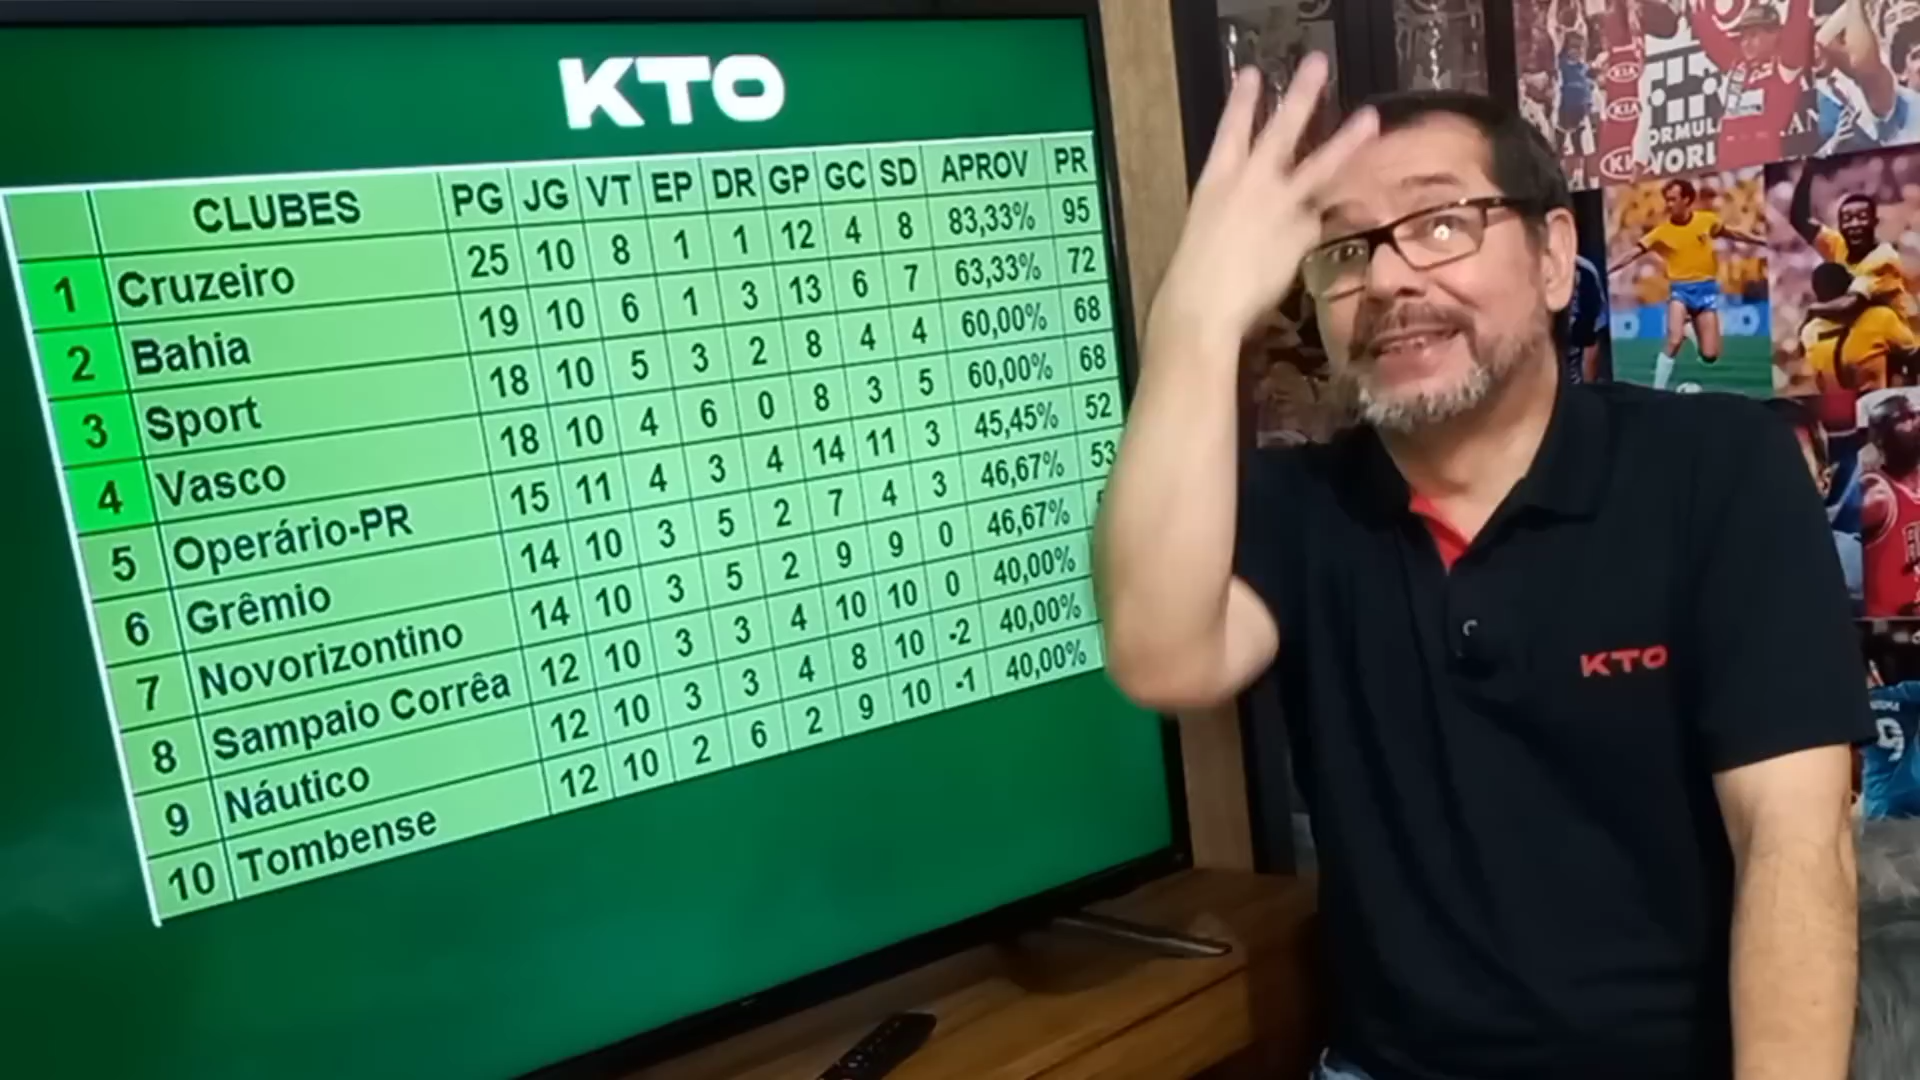 KTO
CLUBES PG JG VT EP DR GP GC SD APROV PR
1 Cruzeiro 25 10 8 1 1 12 4 8 83,33% 95
2 Bahia 19 10 6 1 3 13 6 7 63,33% 72
3 Sport 18 10 5 3 2 8 4 4 60,00% 68
4 Vasco 18 10 4 6 0 8 3 5 60,00% 68
5 Operário-PR 15 11 4 3 4 14 11 3 45,45% 52
6 Grêmio 14 10 3 5 2 7 4 3 46,67% 53
7 Novorizontino 14 10 3 5 2 9 9 0 46,67%
8 Sampaio Corrêa 12 10 3 3 4 10 10 0 40,00%
9 Náutico 12 10 3 3 4 8 10 -2 40,00%
10 Tombense 12 10 2 6 2 9 10 -1 40,00%
KTO
KIA
KIA